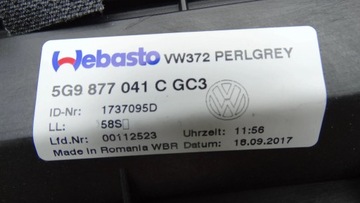 Webasto VW372 PERLGREY
5G9 877 041 C GC3
ID-Nr: 1737095D
LL: 58S
Lfd.Nr: 00112523 Uhrzeit: 11:56
Made in Romania WBR Datum: 18.09.2017